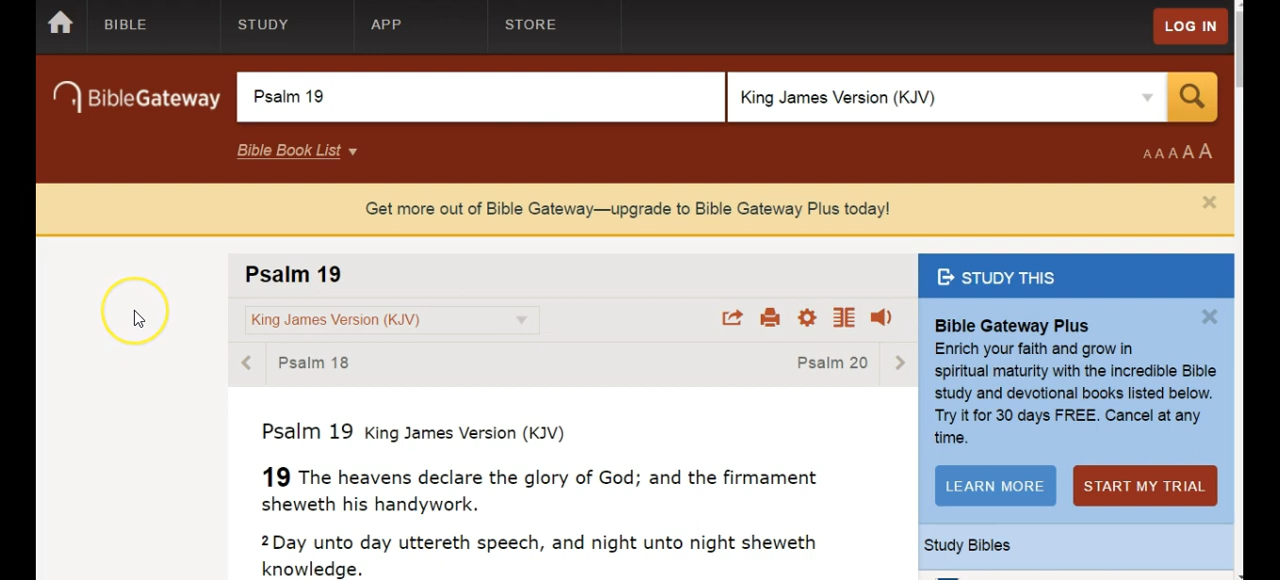 BIBLE STUDY APP STORE LOG IN
BibleGateway Psalm 19 King James Version (KJV)
Bible Book List A A A A A
Get more out of Bible Gateway—upgrade to Bible Gateway Plus today!
Psalm 19
King James Version (KJV)
Psalm 18 Psalm 20
Psalm 19 King James Version (KJV)
19 The heavens declare the glory of God; and the firmament
sheweth his handywork.
2 Day unto day uttereth speech, and night unto night sheweth
knowledge.
STUDY THIS
Bible Gateway Plus
Enrich your faith and grow in
spiritual maturity with the incredible Bible
study and devotional books listed below.
Try it for 30 days FREE. Cancel at any
time.
LEARN MORE START MY TRIAL
Study Bibles